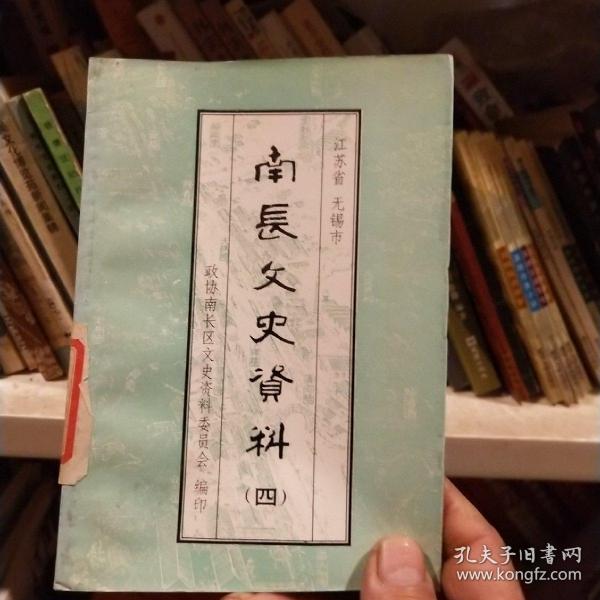 江苏省 无锡市
南長文史資料
(四)
政协南长区文史资料委员会 编印
孔夫子旧书网
www.kongfz.com